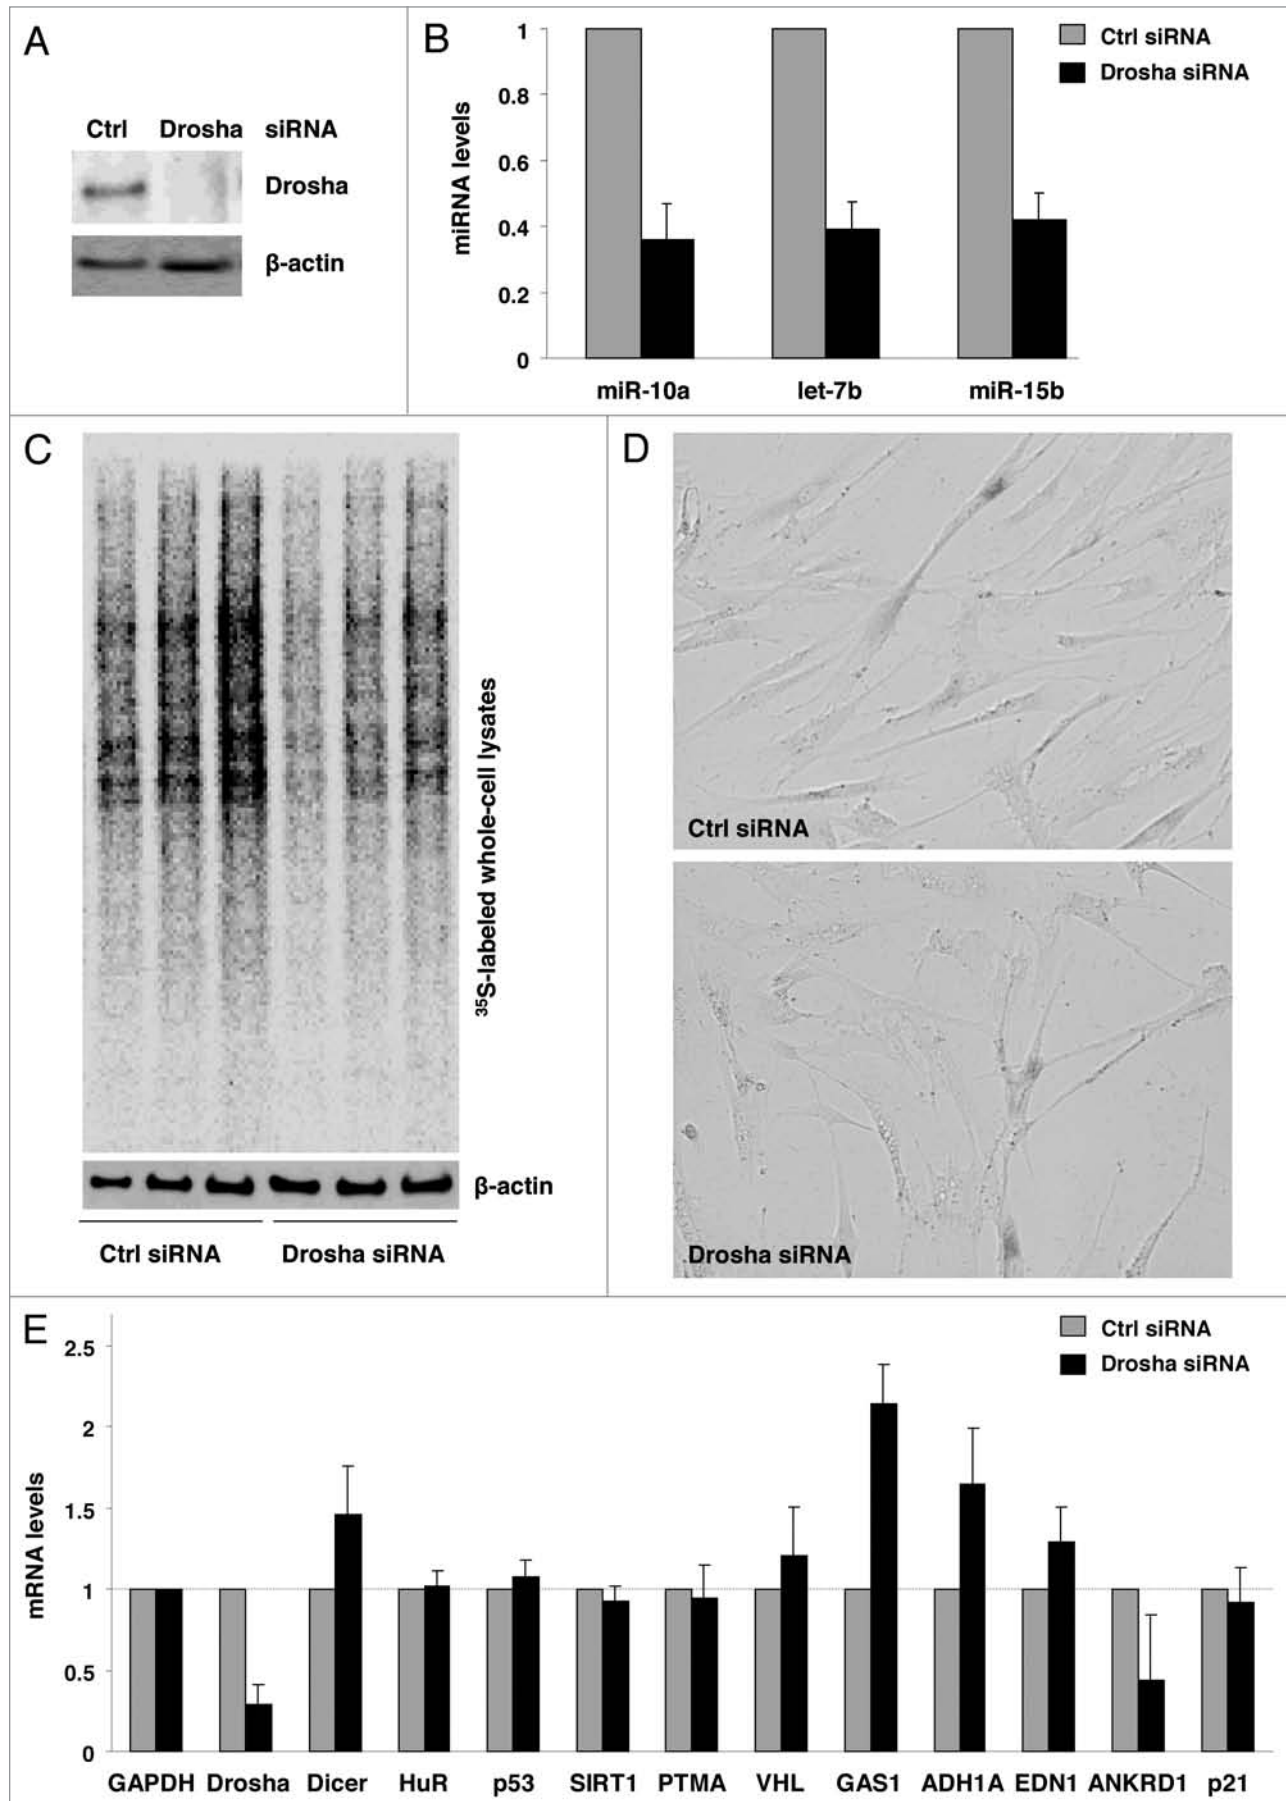 A
Ctrl Drosha siRNA
Drosha
β-actin
B
Ctrl siRNA
Drosha siRNA
miRNA levels
1
0.8
0.6
0.4
0.2
0
miR-10a let-7b miR-15b
C
35S-labeled whole-cell lysates
β-actin
Ctrl siRNA Drosha siRNA
D
Ctrl siRNA
Drosha siRNA
E
Ctrl siRNA
Drosha siRNA
mRNA levels
2.5
2
1.5
1
0.5
0
GAPDH Drosha Dicer HuR p53 SIRT1 PTMA VHL GAS1 ADH1A EDN1 ANKRD1 p21